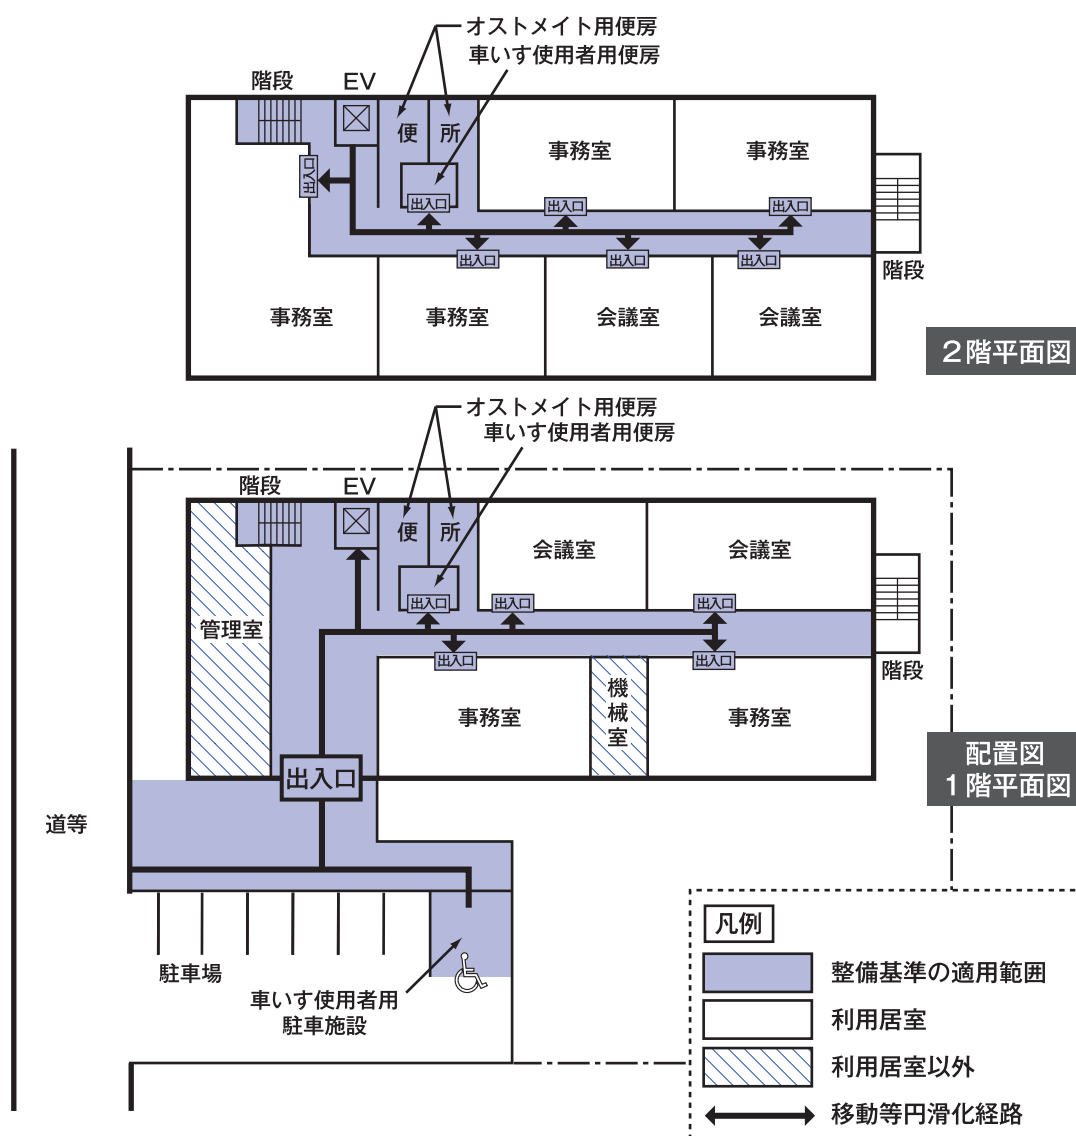 オストメイト用便房
車いす使用者用便房
階段
EV
便
所
事務室
事務室
出入口
出入口
出入口
出入口
出入口
出入口
出入口
階段
事務室
事務室
会議室
会議室
2階平面図
オストメイト用便房
車いす使用者用便房
階段
EV
便
所
会議室
会議室
管理室
出入口
出入口
出入口
出入口
出入口
階段
事務室
機
械
室
事務室
出入口
配置図
1階平面図
道等
駐車場
車いす使用者用
駐車施設
凡例
整備基準の適用範囲
利用居室
利用居室以外
移動等円滑化経路